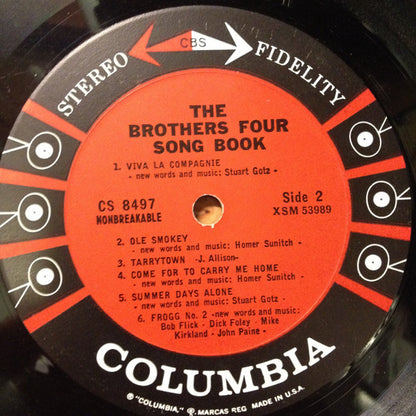 STEREO CBS FIDELITY
THE
BROTHERS FOUR
SONG BOOK
1. VIVA LA COMPAGNIE
- new words and music: Stuart Gotz -
CS 8497
NONBREAKABLE
Side 2
XSM 53989
2. OLE SMOKEY
- new words and music: Homer Sunitch -
3. TARRYTOWN -J. Allison-
4. COME FOR TO CARRY ME HOME
- new words and music: Homer Sunitch -
5. SUMMER DAYS ALONE
- new words and music: Stuart Gotz -
6. FROGG No. 2 -new words and music:
Bob Flick - Dick Foley - Mike
Kirkland - John Paine -
COLUMBIA
® "COLUMBIA," Ⓟ, MARCAS REG. MADE IN U.S.A.